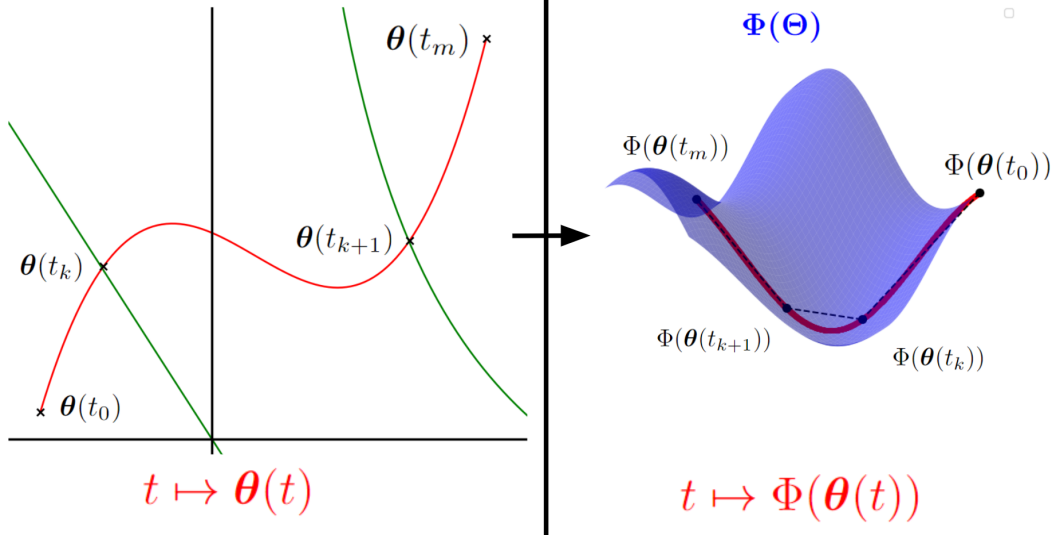 θ(t_m)
θ(t_{k+1})
θ(t_k)
θ(t_0)
t ↦ θ(t)
Φ(Θ)
Φ(θ(t_m))
Φ(θ(t_0))
Φ(θ(t_{k+1}))
Φ(θ(t_k))
t ↦ Φ(θ(t))